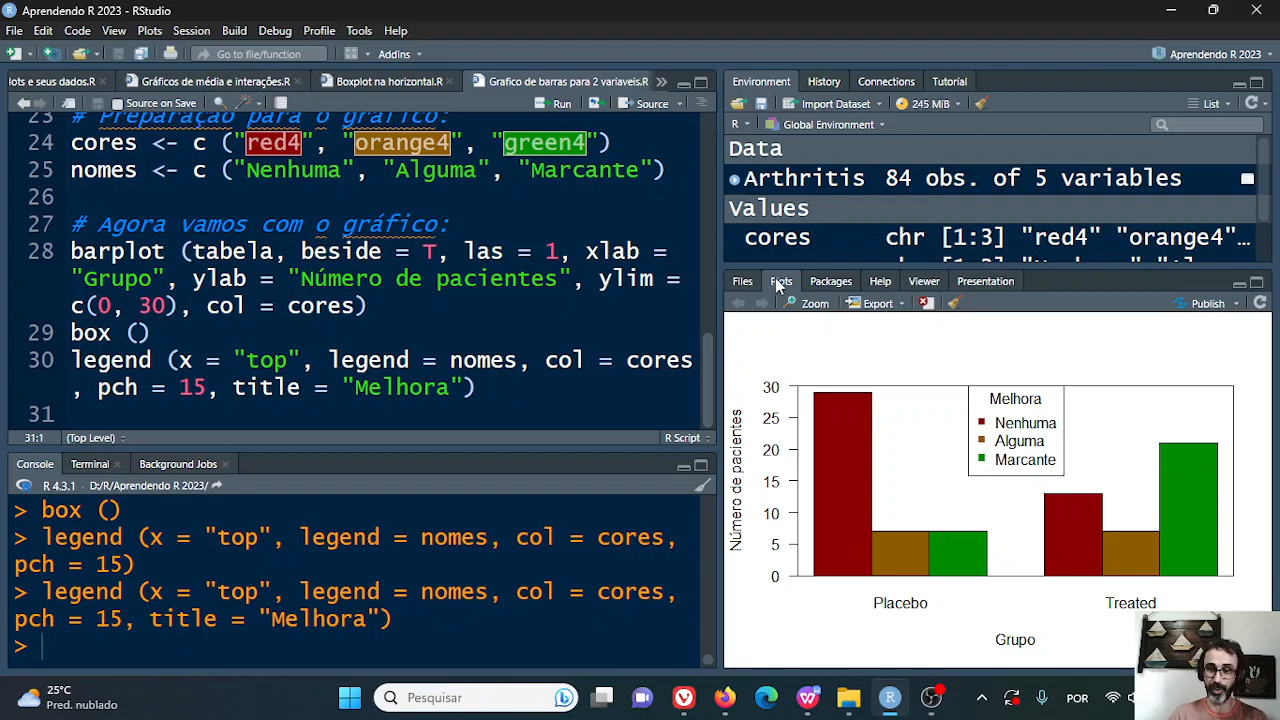 Aprendendo R 2023 - RStudio
File Edit Code View Plots Session Build Debug Profile Tools Help
Go to file/function Addins Aprendendo R 2023
lots e seus dados.R Gráficos de média e interações.R Boxplot na horizontal.R Grafico de barras para 2 variaveis.R
Source on Save Run Source
23 # Preparação para o gráfico:
24 cores <- c ("red4", "orange4", "green4")
25 nomes <- c ("Nenhuma", "Alguma", "Marcante")
26
27 # Agora vamos com o gráfico:
28 barplot (tabela, beside = T, las = 1, xlab =
"Grupo", ylab = "Número de pacientes", ylim =
c(0, 30), col = cores)
29 box ()
30 legend (x = "top", legend = nomes, col = cores
, pch = 15, title = "Melhora")
31
31:1 (Top Level) R Script
Console Terminal Background Jobs
R 4.3.1 · D:/R/Aprendendo R 2023/
> box ()
> legend (x = "top", legend = nomes, col = cores,
pch = 15)
> legend (x = "top", legend = nomes, col = cores,
pch = 15, title = "Melhora")
>
Environment History Connections Tutorial
Import Dataset 245 MiB List
R Global Environment
Data
Arthritis 84 obs. of 5 variables
Values
cores chr [1:3] "red4" "orange4"…
Files Plots Packages Help Viewer Presentation
Zoom Export Publish
Número de pacientes
30
25
20
15
10
5
0
Melhora
Nenhuma
Alguma
Marcante
Placebo Treated
Grupo
25°C
Pred. nublado
Pesquisar
POR